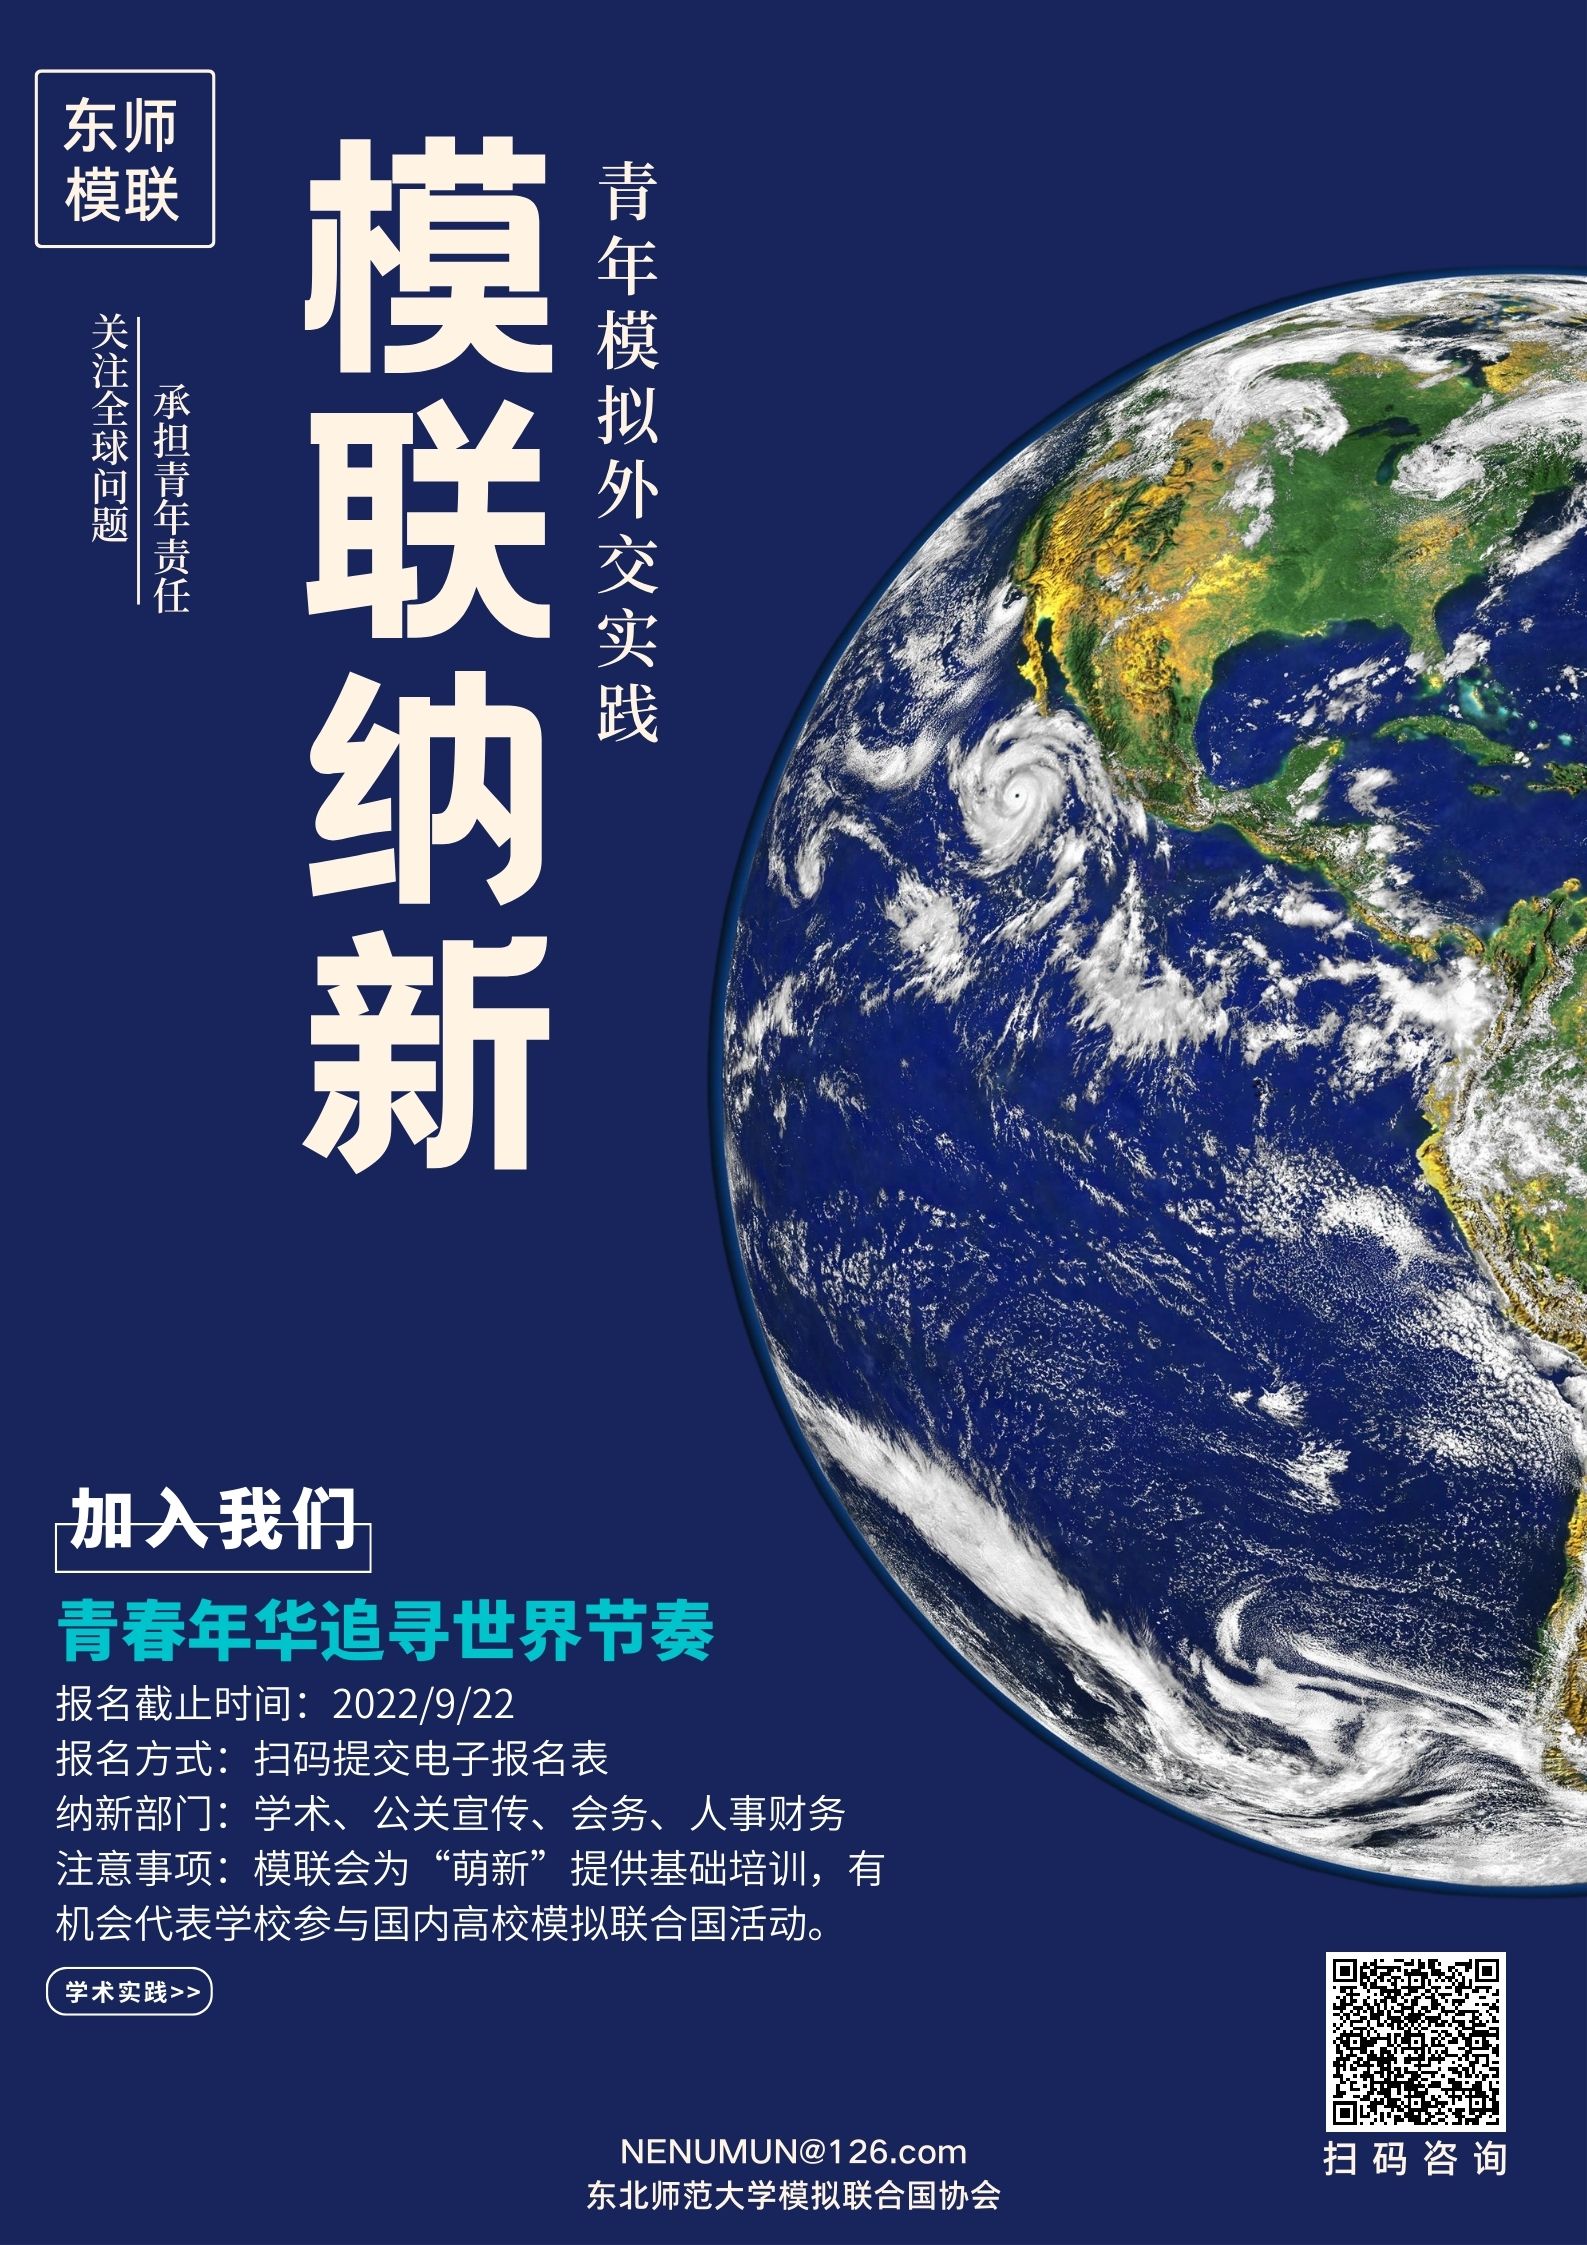 东师
模联
关注全球问题
承担青年责任
模联纳新
青年模拟外交实践
加入我们
青春年华追寻世界节奏
报名截止时间：2022/9/22
报名方式：扫码提交电子报名表
纳新部门：学术、公关宣传、会务、人事财务
注意事项：模联会为“萌新”提供基础培训，有
机会代表学校参与国内高校模拟联合国活动。
学术实践>>
扫码咨询
NENUMUN@126.com
东北师范大学模拟联合国协会